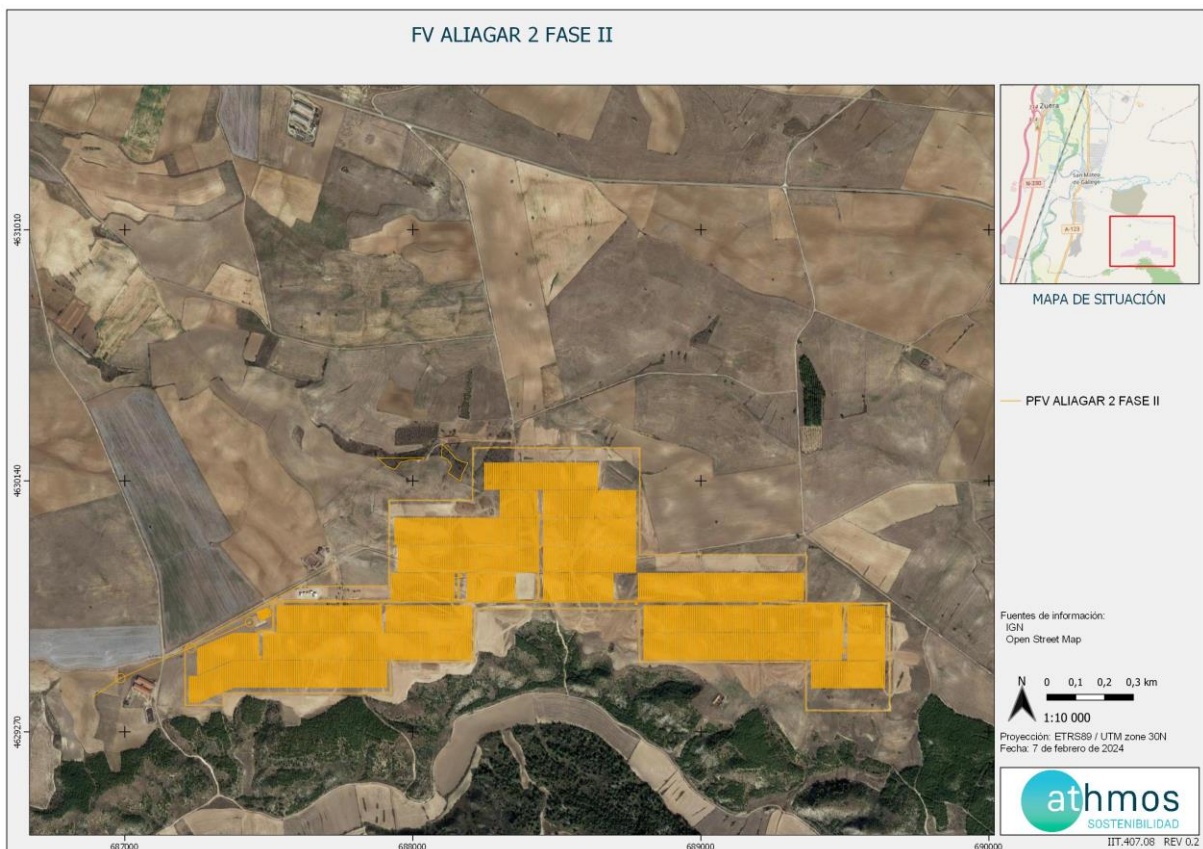 FV ALIAGAR 2 FASE II
Zuera
San Mateo
de Gállego
N-330
A-123
MAPA DE SITUACIÓN
4631010
4630140
4629270
PFV ALIAGAR 2 FASE II
Fuentes de información:
IGN
Open Street Map
N
0 0,1 0,2 0,3 km
1:10 000
Proyección: ETRS89 / UTM zone 30N
Fecha: 7 de febrero de 2024
athmos
SOSTENIBILIDAD
687000 688000 689000 690000
IIT.407.08 REV 0.2